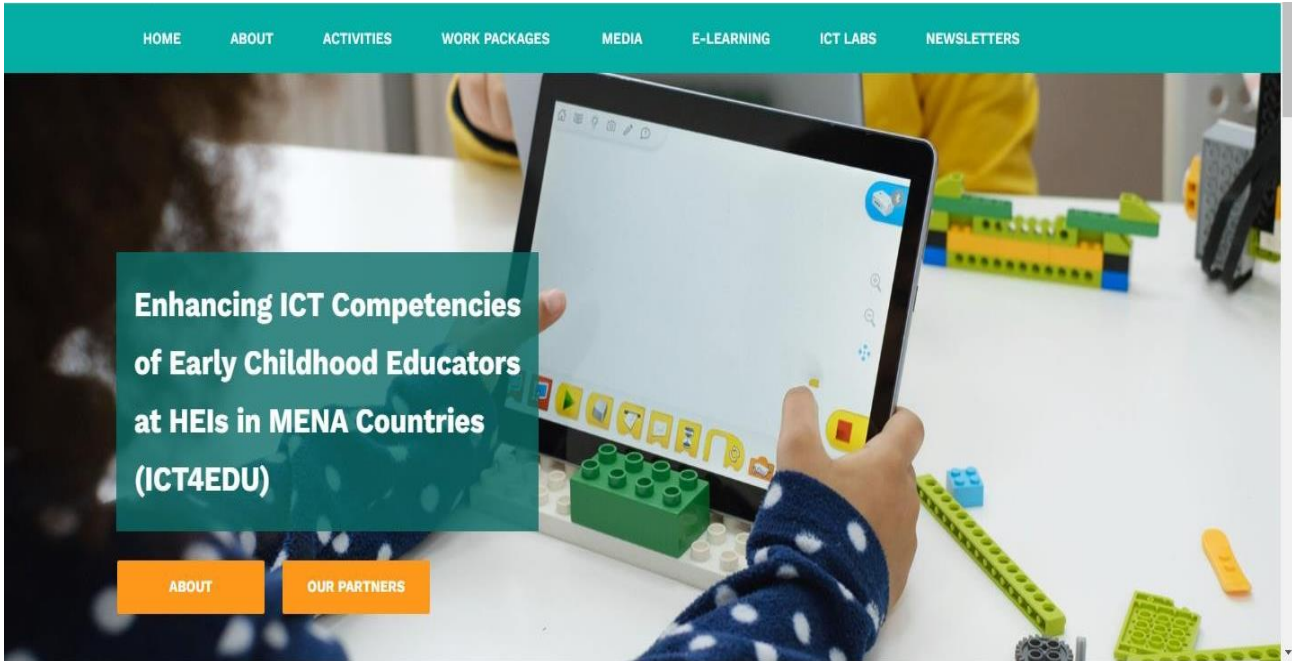 HOME ABOUT ACTIVITIES WORK PACKAGES MEDIA E-LEARNING ICT LABS NEWSLETTERS
Enhancing ICT Competencies
of Early Childhood Educators
at HEIs in MENA Countries
(ICT4EDU)
ABOUT OUR PARTNERS